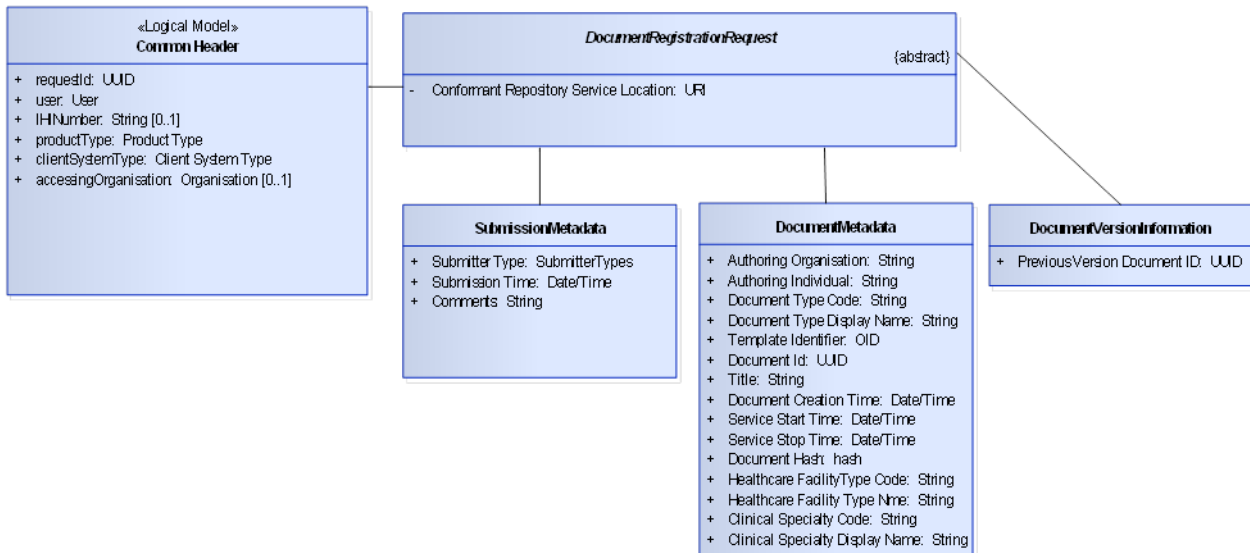 «Logical Model»
Common Header
+ requestId: UUID
+ user: User
+ IHINumber: String [0..1]
+ productType: Product Type
+ clientSystemType: Client System Type
+ accessingOrganisation: Organisation [0..1]
DocumentRegistrationRequest
{abstract}
- Conformant Repository Service Location: URI
SubmissionMetadata
+ Submitter Type: SubmitterTypes
+ Submission Time: Date/Time
+ Comments: String
DocumentMetadata
+ Authoring Organisation: String
+ Authoring Individual: String
+ Document Type Code: String
+ Document Type Display Name: String
+ Template Identifier: OID
+ Document Id: UUID
+ Title: String
+ Document Creation Time: Date/Time
+ Service Start Time: Date/Time
+ Service Stop Time: Date/Time
+ Document Hash: hash
+ Healthcare FacilityType Code: String
+ Healthcare Facility Type Nme: String
+ Clinical Specialty Code: String
+ Clinical Specialty Display Name: String
DocumentVersionInformation
+ PreviousVersion Document ID: UUID